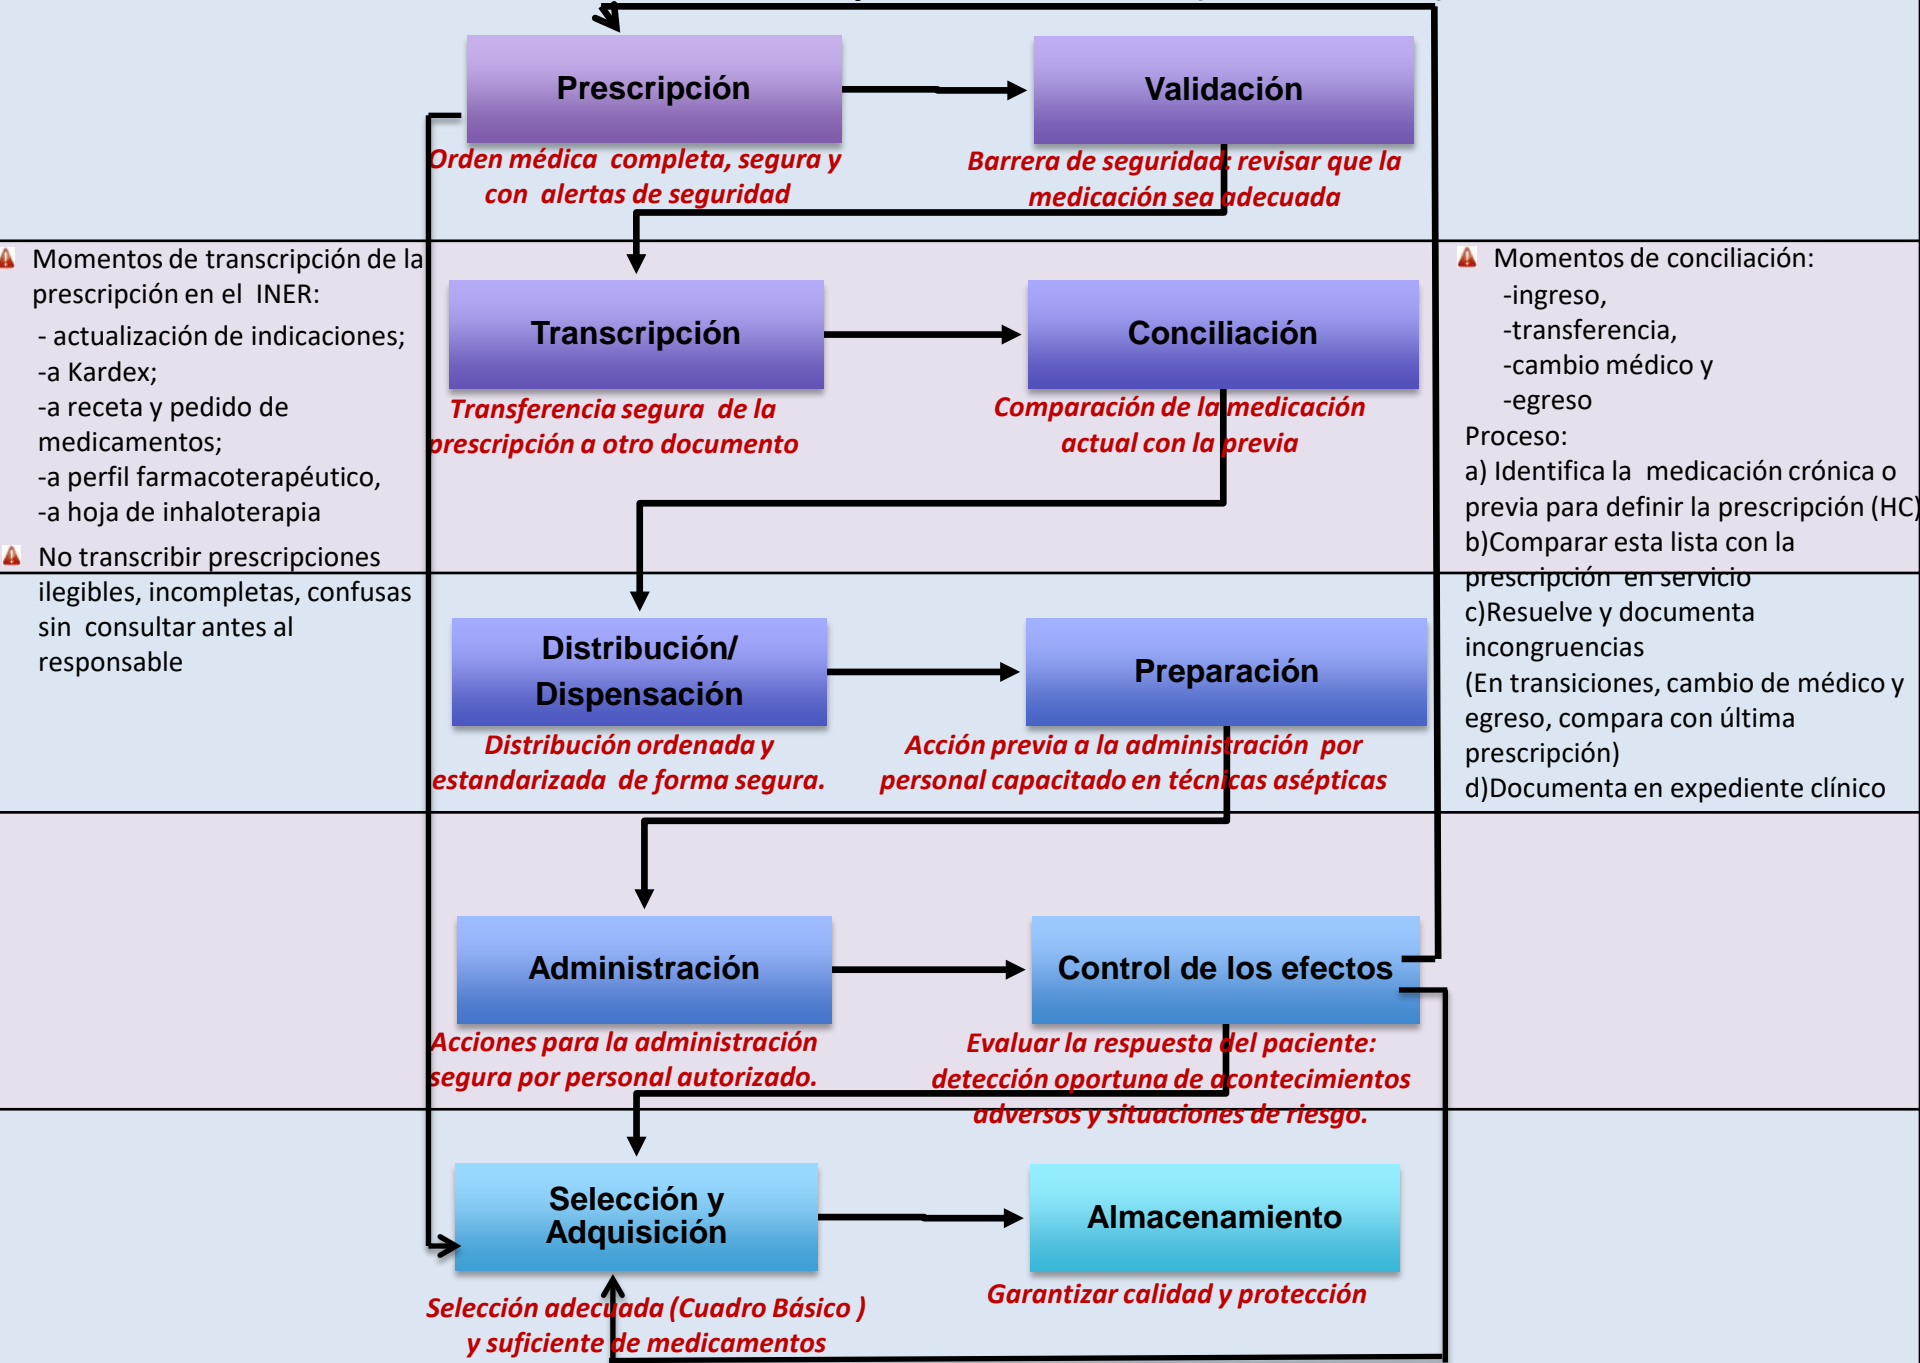 Prescripción
Validación
Orden médica completa, segura y
con alertas de seguridad
Barrera de seguridad: revisar que la
medicación sea adecuada
Momentos de transcripción de la
prescripción en el INER:
- actualización de indicaciones;
-a Kardex;
-a receta y pedido de
medicamentos;
-a perfil farmacoterapéutico,
-a hoja de inhaloterapia
No transcribir prescripciones
ilegibles, incompletas, confusas
sin consultar antes al
responsable
Transcripción
Conciliación
Transferencia segura de la
prescripción a otro documento
Comparación de la medicación
actual con la previa
Momentos de conciliación:
-ingreso,
-transferencia,
-cambio médico y
-egreso
Proceso:
a) Identifica la medicación crónica o
previa para definir la prescripción (HC)
b)Comparar esta lista con la
prescripción en servicio
c)Resuelve y documenta
incongruencias
(En transiciones, cambio de médico y
egreso, compara con última
prescripción)
d)Documenta en expediente clínico
Distribución/
Dispensación
Preparación
Distribución ordenada y
estandarizada de forma segura.
Acción previa a la administración por
personal capacitado en técnicas asépticas
Administración
Control de los efectos
Acciones para la administración
segura por personal autorizado.
Evaluar la respuesta del paciente:
detección oportuna de acontecimientos
adversos y situaciones de riesgo.
Selección y
Adquisición
Almacenamiento
Selección adecuada (Cuadro Básico )
y suficiente de medicamentos
Garantizar calidad y protección